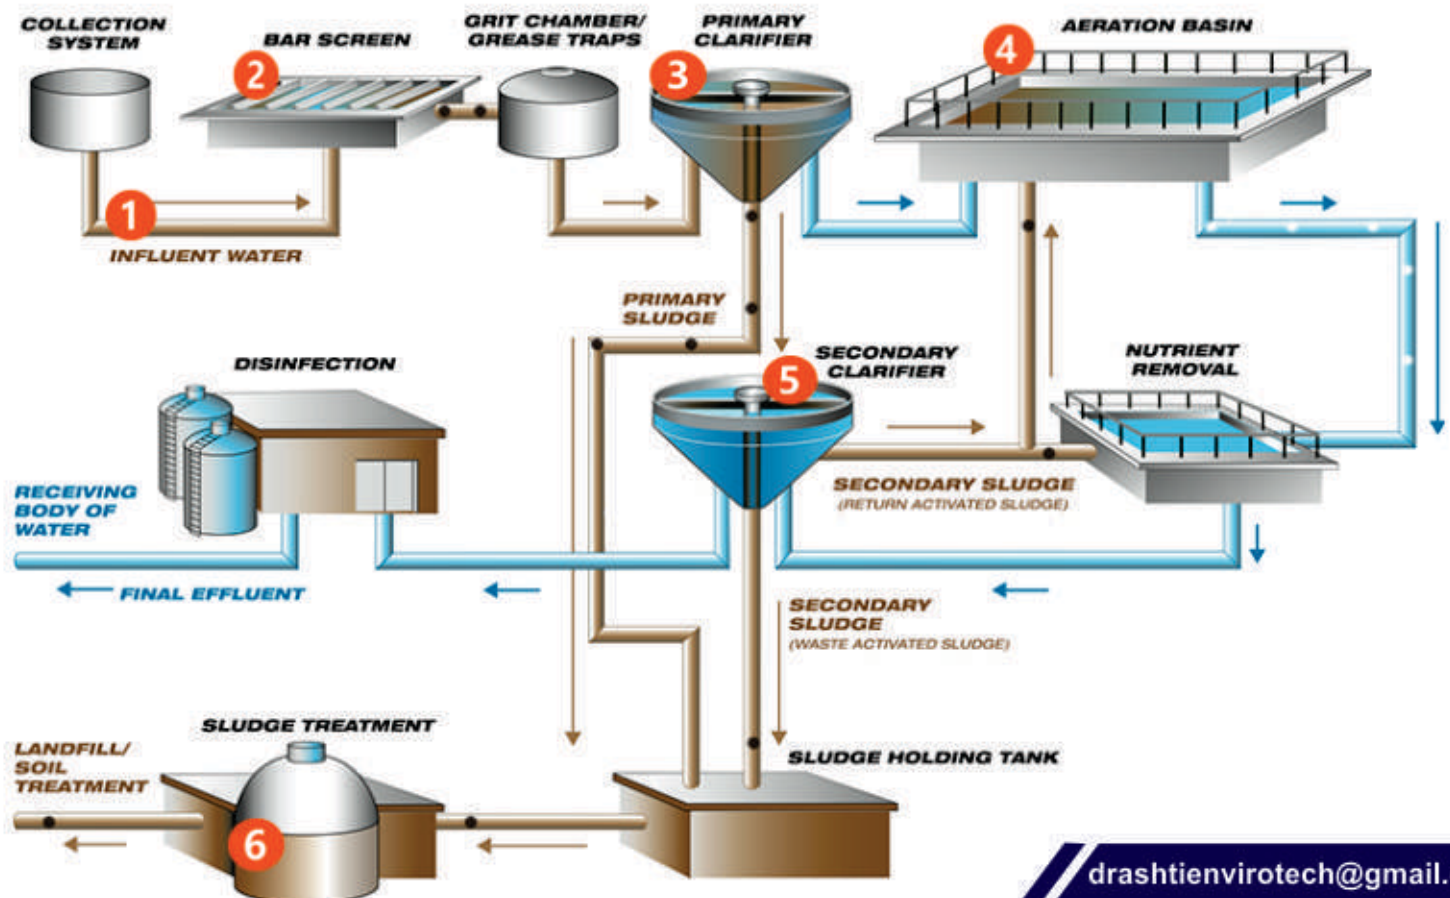 COLLECTION
SYSTEM
BAR SCREEN
GRIT CHAMBER/
GREASE TRAPS
PRIMARY
CLARIFIER
AERATION BASIN
1
2
3
4
INFLUENT WATER
PRIMARY
SLUDGE
DISINFECTION
SECONDARY
CLARIFIER
5
NUTRIENT
REMOVAL
RECEIVING
BODY OF
WATER
SECONDARY SLUDGE
(RETURN ACTIVATED SLUDGE)
FINAL EFFLUENT
SECONDARY
SLUDGE
(WASTE ACTIVATED SLUDGE)
SLUDGE TREATMENT
LANDFILL/
SOIL
TREATMENT
SLUDGE HOLDING TANK
6
drashtienvirotech@gmail.